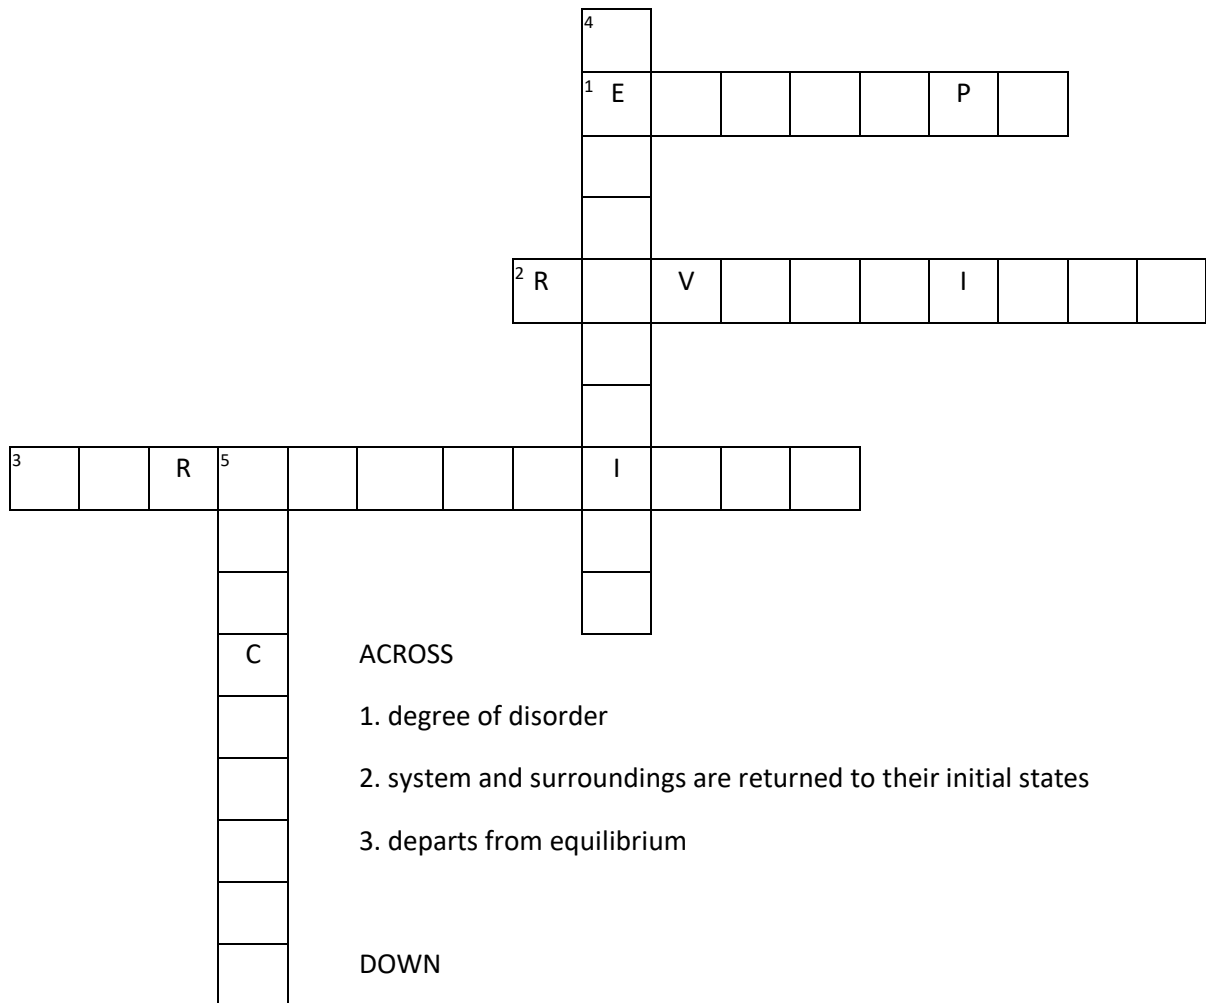 4
1 E P
2 R V I
3 R 5 I
C
ACROSS
1. degree of disorder
2. system and surroundings are returned to their initial states
3. departs from equilibrium
DOWN